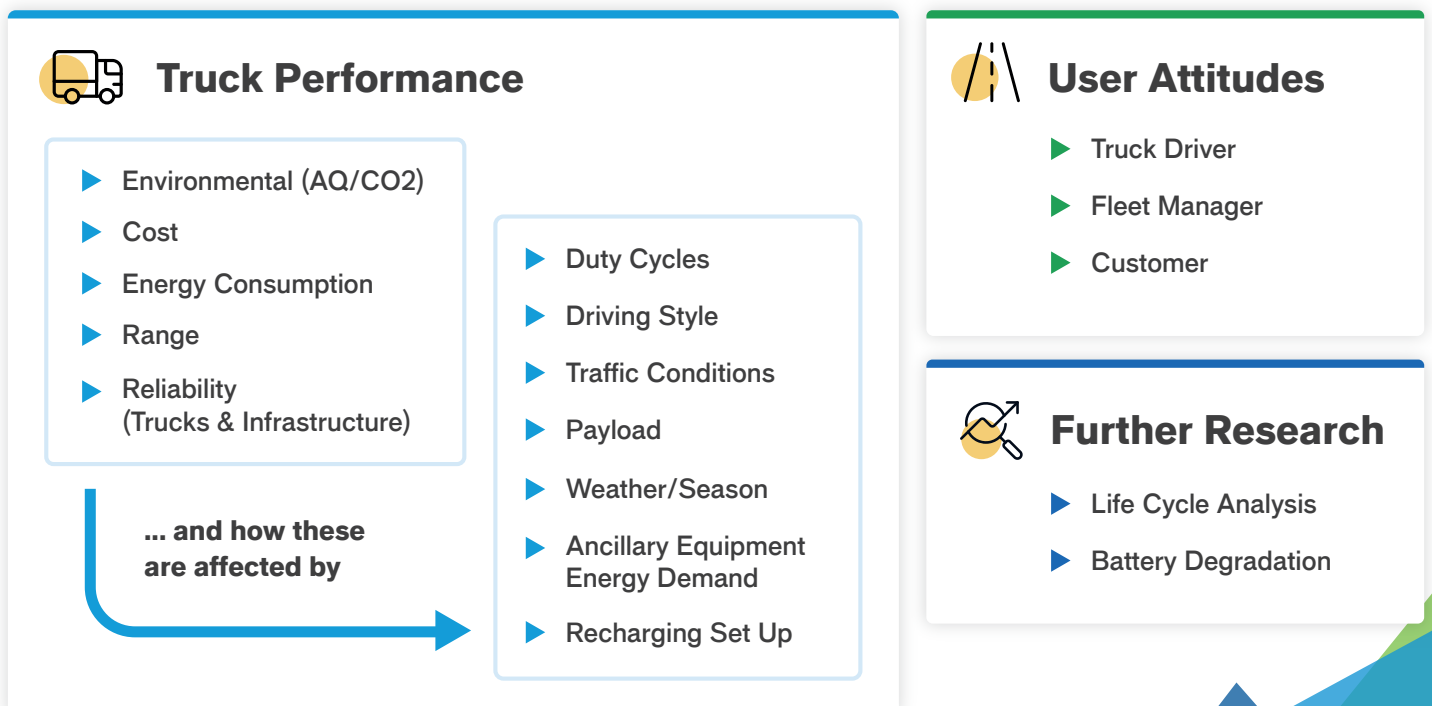 Truck Performance
Environmental (AQ/CO2)
Cost
Energy Consumption
Range
Reliability
(Trucks & Infrastructure)
... and how these
are affected by
Duty Cycles
Driving Style
Traffic Conditions
Payload
Weather/Season
Ancillary Equipment
Energy Demand
Recharging Set Up
User Attitudes
Truck Driver
Fleet Manager
Customer
Further Research
Life Cycle Analysis
Battery Degradation